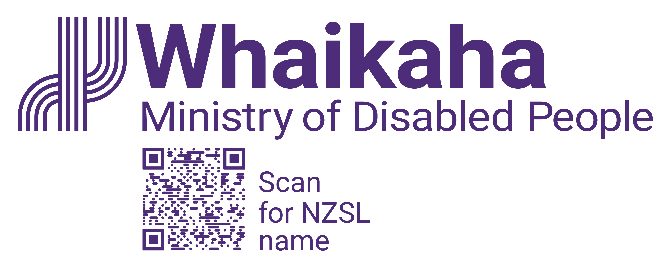 Whaikaha
Ministry of Disabled People
Scan
for NZSL
name